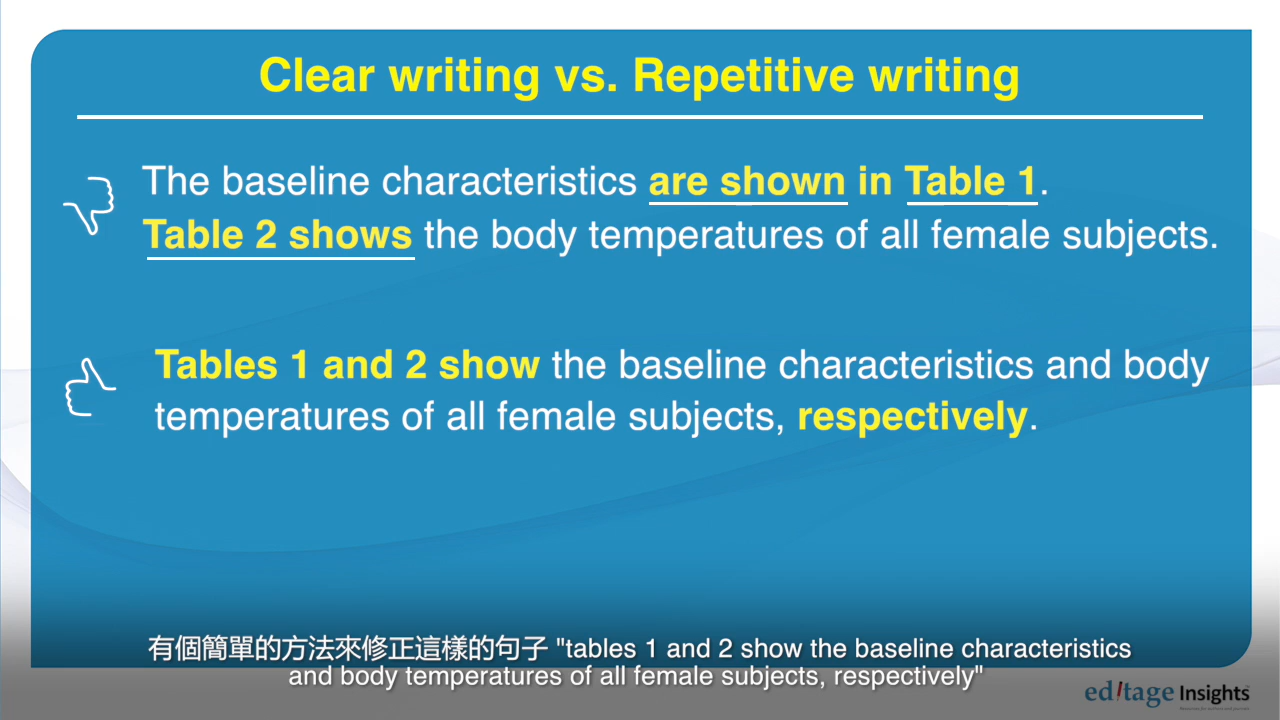 Clear writing vs. Repetitive writing
The baseline characteristics are shown in Table 1.
Table 2 shows the body temperatures of all female subjects.
Tables 1 and 2 show the baseline characteristics and body
temperatures of all female subjects, respectively.
有個簡單的方法來修正這樣的句子 "tables 1 and 2 show the baseline characteristics
and body temperatures of all female subjects, respectively"
editage Insights